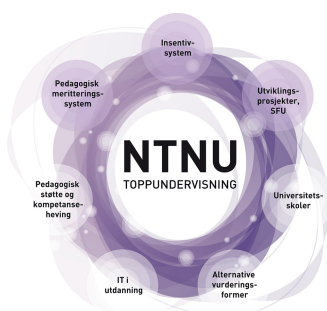 Insentiv-
system
Utviklings-
prosjekter,
SFU
Universitets-
skoler
Alternative
vurderings-
former
IT i
utdanning
Pedagogisk
støtte og
kompetanse-
heving
Pedagogisk
meritterings-
system
NTNU
TOPPUNDERVISNING